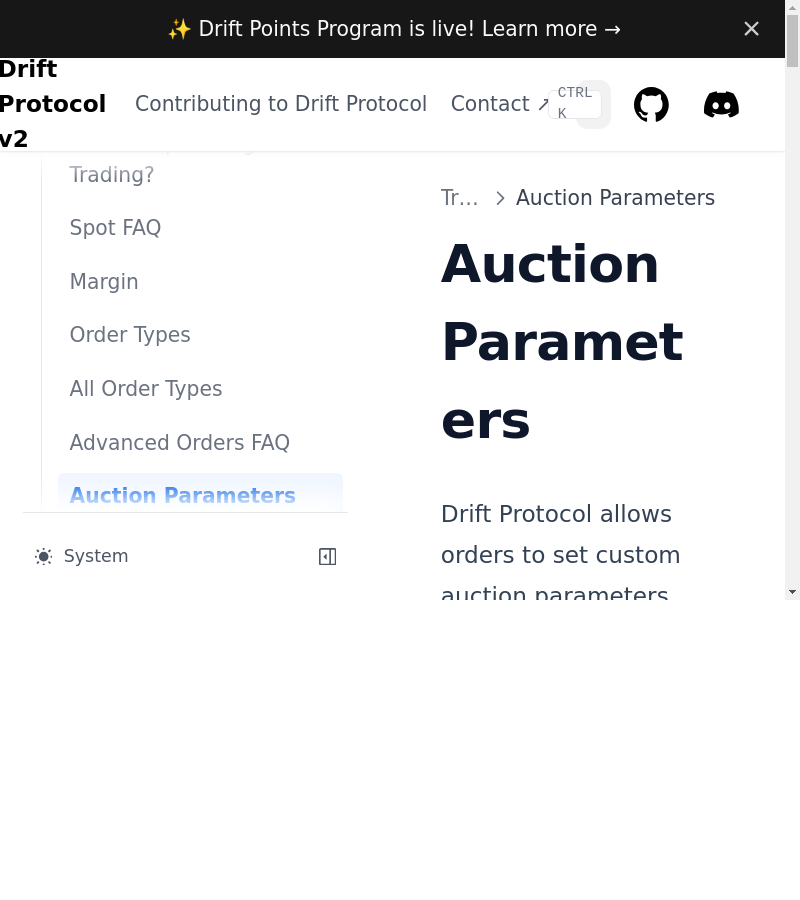 ✨ Drift Points Program is live! Learn more →
Drift
Protocol
v2
Contributing to Drift Protocol
Contact ↗
CTRL
K
Trading?
Spot FAQ
Margin
Order Types
All Order Types
Advanced Orders FAQ
Auction Parameters
System
Tr… > Auction Parameters
Auction
Paramet
ers
Drift Protocol allows
orders to set custom
auction parameters